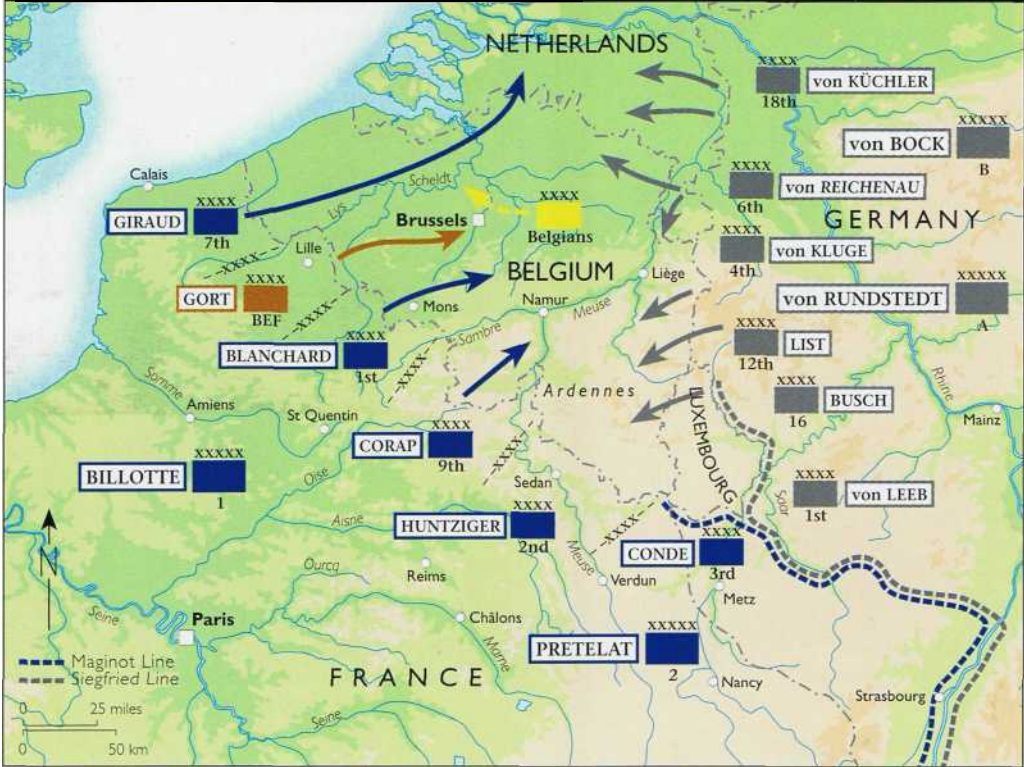 NETHERLANDS
XXXX
von KÜCHLER
18th
XXXXX
von BOCK
B
Calais
Scheldt
XXXX
von REICHENAU
6th
GERMANY
XXXX
GIRAUD
7th
Lys
Brussels
XXXX
Belgians
XXXX
von KLUGE
4th
Lille
-XXXX-
BELGIUM
Liège
XXXX
GORT
BEF
XXXXX
von RUNDSTEDT
A
Namur
Meuse
Mons
-XXXX-
Sambre
XXXX
LIST
12th
XXXX
BLANCHARD
1st
-XXXX-
Ardennes
Somme
Rhine
LUXEMBOURG
XXXX
BUSCH
16
Amiens
St Quentin
Mainz
XXXX
CORAP
9th
-XXXX-
XXXXX
BILLOTTE
1
Oise
Sedan
XXXX
von LEEB
1st
Saar
XXXX
HUNTZIGER
2nd
-XXXX-
Aisne
N
XXXX
CONDE
3rd
Meuse
Ourcq
Reims
Verdun
Metz
Seine
Paris
Châlons
XXXXX
PRETELAT
2
Marne
Maginot Line
Siegfried Line
FRANCE
Nancy
Strasbourg
0 25 miles
0 50 km
Seine